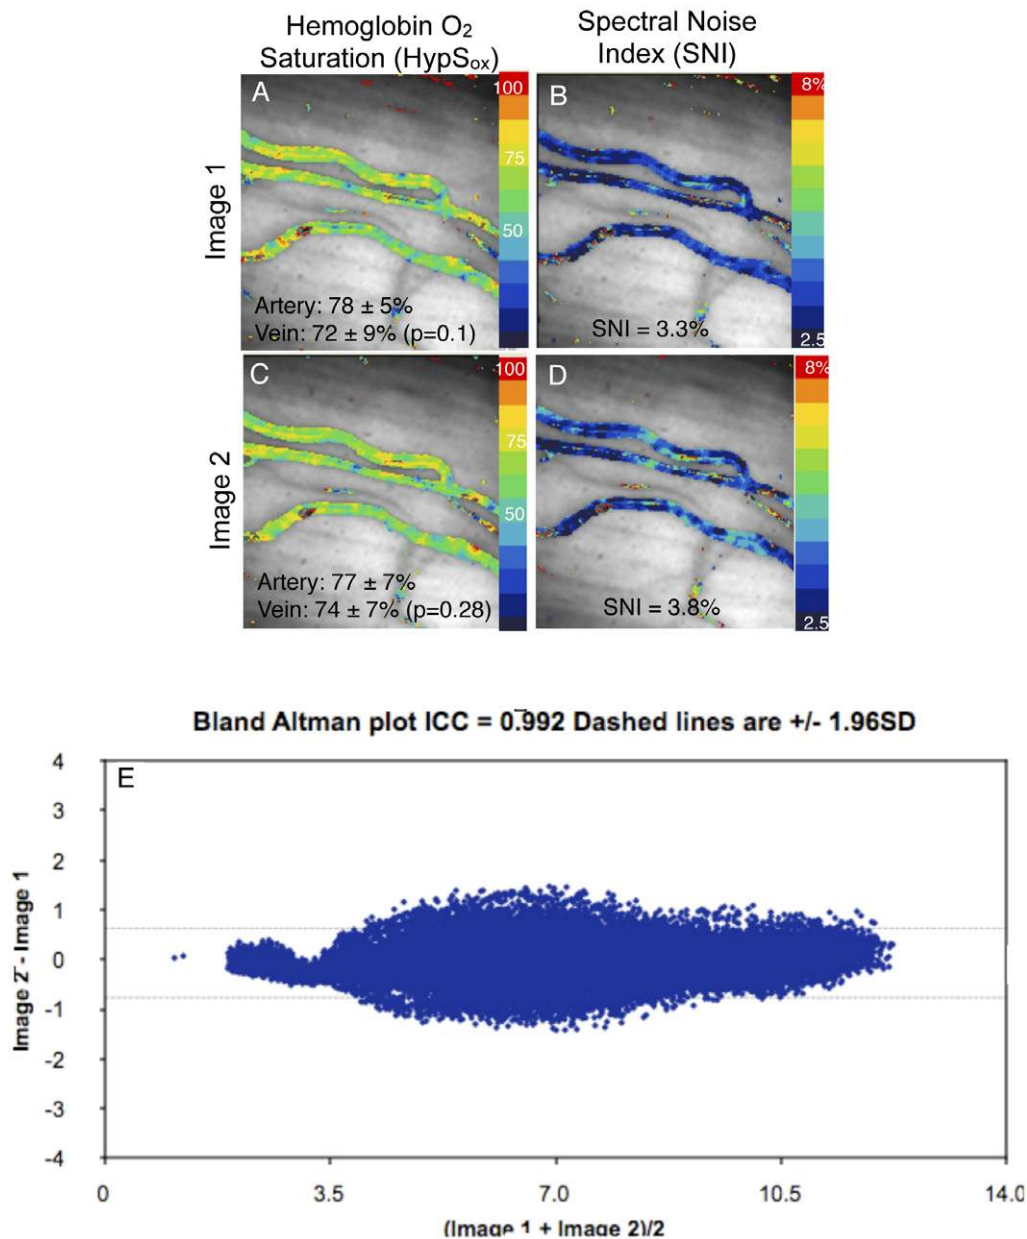 Hemoglobin O₂
Saturation (HypSₒₓ)
Spectral Noise
Index (SNI)
Image 1
A
100
75
50
Artery: 78 ± 5%
Vein: 72 ± 9% (p=0.1)
B
8%
SNI = 3.3%
2.5
Image 2
C
100
75
50
Artery: 77 ± 7%
Vein: 74 ± 7% (p=0.28)
D
8%
SNI = 3.8%
2.5
Bland Altman plot ICC = 0.992 Dashed lines are +/- 1.96SD
E
4
3
2
1
0
-1
-2
-3
-4
Image 2 - Image 1
0
3.5
7.0
10.5
14.0
(Image 1 + Image 2)/2